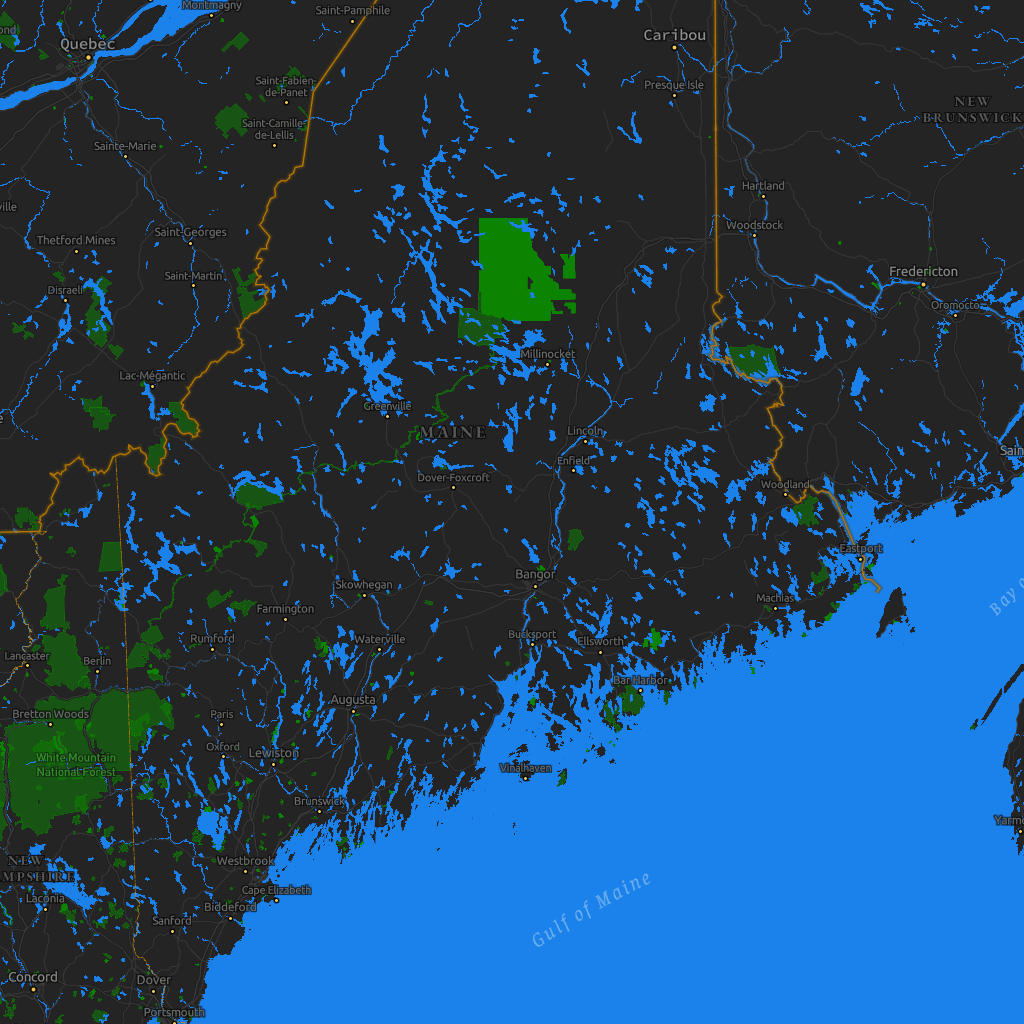 Montmagny
Saint-Pamphile
Quebec
Caribou
Saint-Fabien-
de-Panet
Presque Isle
NEW
BRUNSWICK
Saint-Camille-
de-Lellis
Sainte-Marie
Hartland
Woodstock
Saint-Georges
Thetford Mines
Saint-Martin
Fredericton
Disraeli
Oromocto
Millinocket
Lac-Mégantic
Greenville
MAINE
Lincoln
Enfield
Dover-Foxcroft
Woodland
Eastport
Bangor
Skowhegan
Farmington
Machias
Bay o
Bucksport
Ellsworth
Rumford
Waterville
Lancaster
Berlin
Bar Harbor
Augusta
Bretton Woods
Paris
Oxford
Lewiston
White Mountain
National Forest
Vinalhaven
Brunswick
Yarmo
NEW
MPSHIRE
Westbrook
Cape Elizabeth
Laconia
Biddeford
Gulf of Maine
Sanford
Concord
Dover
Portsmouth